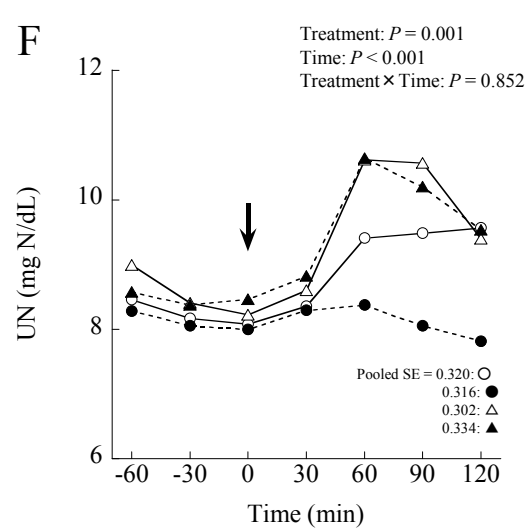 F
Treatment: P = 0.001
Time: P < 0.001
Treatment × Time: P = 0.852
12
10
8
6
UN (mg N/dL)
Pooled SE = 0.320: ○
0.316: ●
0.302: △
0.334: ▲
-60 -30 0 30 60 90 120
Time (min)